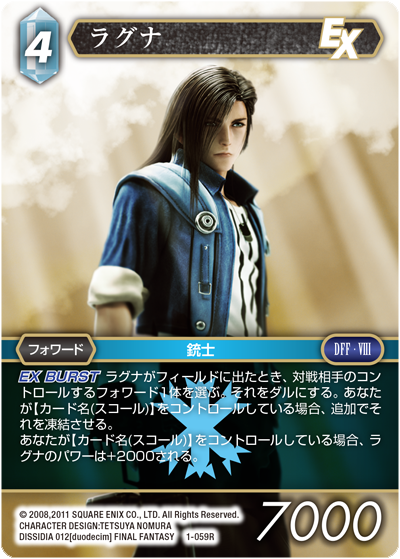 4
ラグナ
EX
フォワード
銃士
DFF・VIII
EX BURST ラグナがフィールドに出たとき、対戦相手のコント
ロールするフォワード1体を選ぶ。それをダルにする。あなた
が【カード名(スコール)】をコントロールしている場合、追加でそ
れを凍結させる。
あなたが【カード名(スコール)】をコントロールしている場合、ラ
グナのパワーは+2000される。
© 2008,2011 SQUARE ENIX CO., LTD. All Rights Reserved.
CHARACTER DESIGN:TETSUYA NOMURA
DISSIDIA 012[duodecim] FINAL FANTASY 1-059R
7000